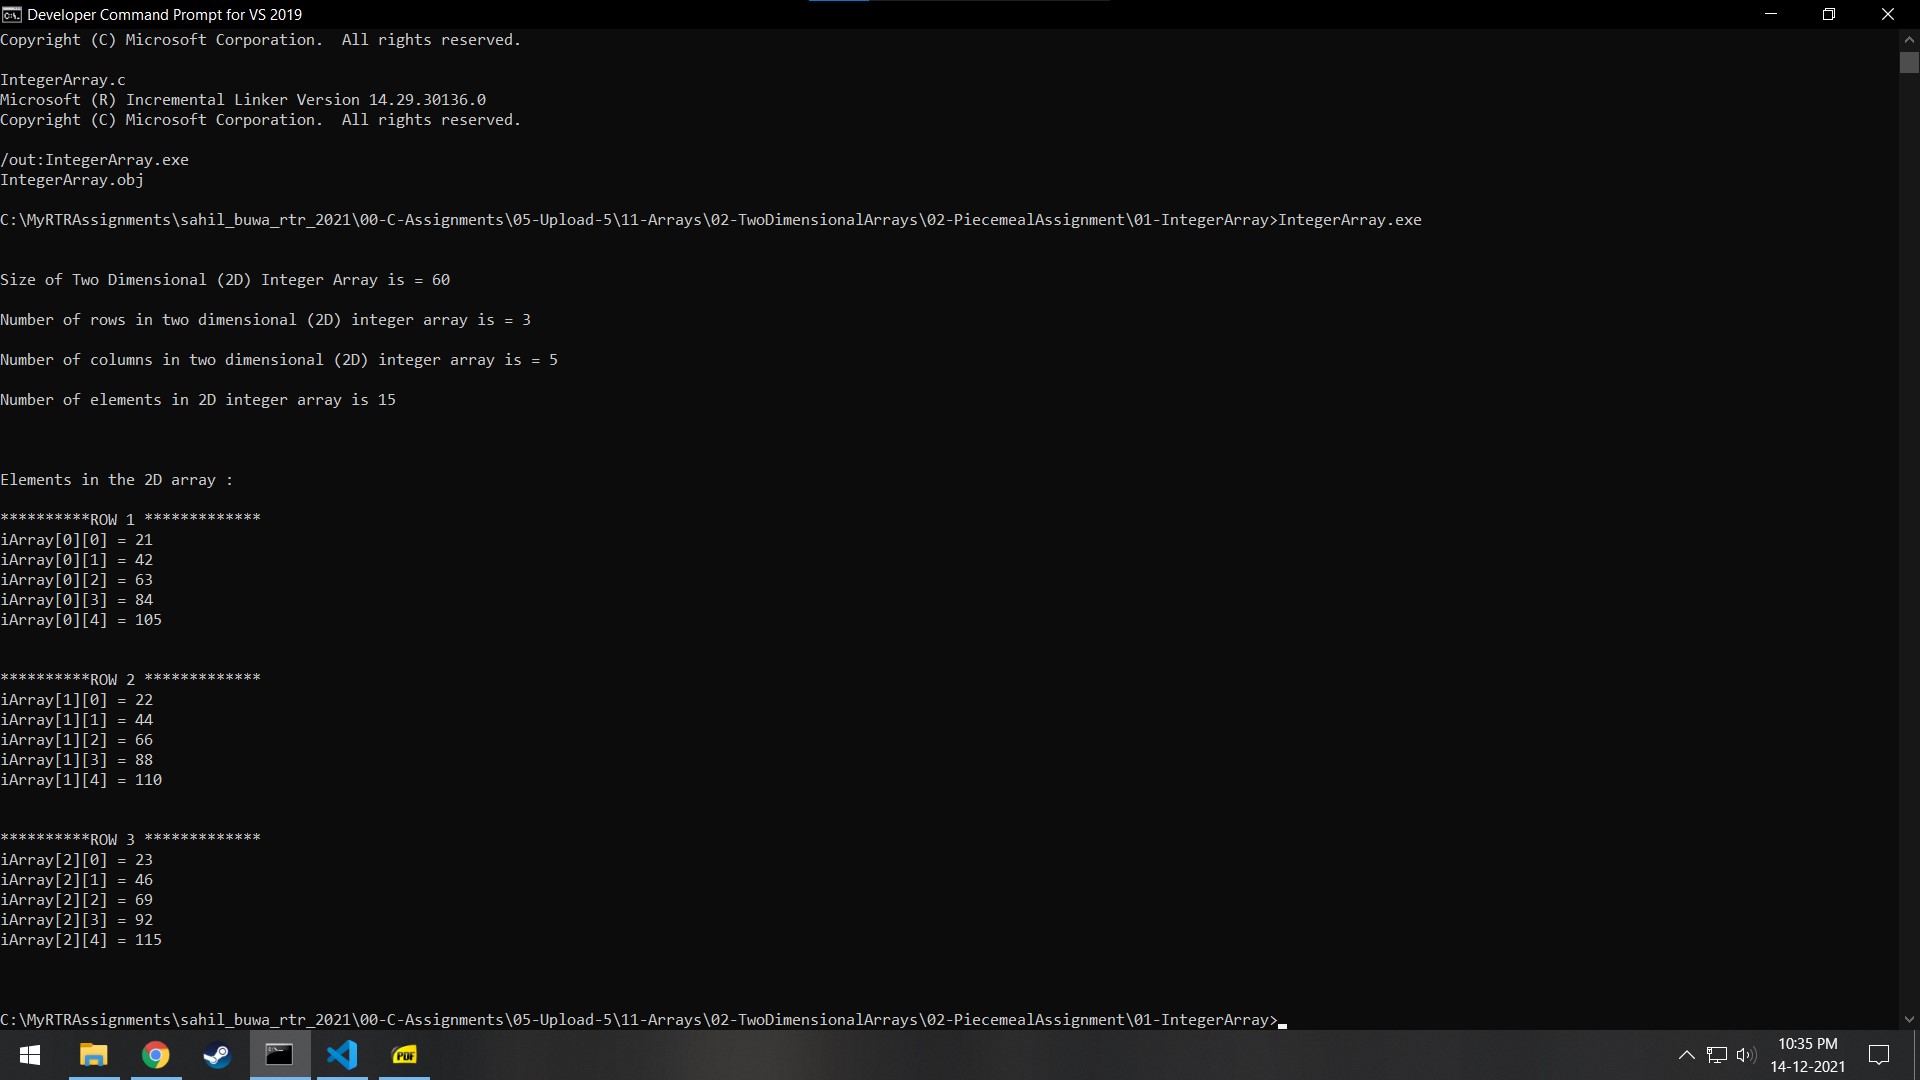 Developer Command Prompt for VS 2019
Copyright (C) Microsoft Corporation.  All rights reserved.
IntegerArray.c
Microsoft (R) Incremental Linker Version 14.29.30136.0
Copyright (C) Microsoft Corporation.  All rights reserved.
/out:IntegerArray.exe
IntegerArray.obj
C:\MyRTRAssignments\sahil_buwa_rtr_2021\00-C-Assignments\05-Upload-5\11-Arrays\02-TwoDimensionalArrays\02-PiecemealAssignment\01-IntegerArray>IntegerArray.exe
Size of Two Dimensional (2D) Integer Array is = 60
Number of rows in two dimensional (2D) integer array is = 3
Number of columns in two dimensional (2D) integer array is = 5
Number of elements in 2D integer array is 15
Elements in the 2D array :
**********ROW 1 *************
iArray[0][0] = 21
iArray[0][1] = 42
iArray[0][2] = 63
iArray[0][3] = 84
iArray[0][4] = 105
**********ROW 2 *************
iArray[1][0] = 22
iArray[1][1] = 44
iArray[1][2] = 66
iArray[1][3] = 88
iArray[1][4] = 110
**********ROW 3 *************
iArray[2][0] = 23
iArray[2][1] = 46
iArray[2][2] = 69
iArray[2][3] = 92
iArray[2][4] = 115
C:\MyRTRAssignments\sahil_buwa_rtr_2021\00-C-Assignments\05-Upload-5\11-Arrays\02-TwoDimensionalArrays\02-PiecemealAssignment\01-IntegerArray>
PDF
10:35 PM
14-12-2021